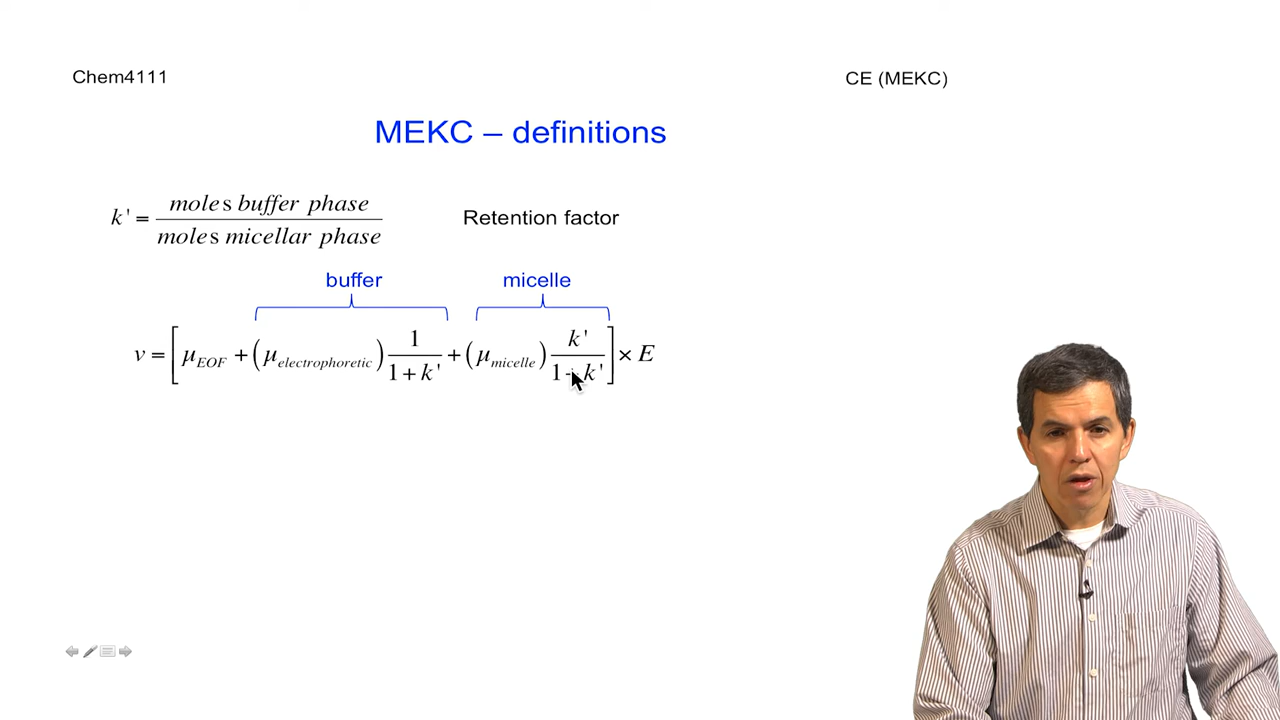 Chem4111
CE (MEKC)
MEKC – definitions
k' = moles buffer phase / moles micellar phase
Retention factor
buffer
micelle
v = [μ_EOF + (μ_electrophoretic) 1 / 1 + k' + (μ_micelle) k' / 1 + k'] × E